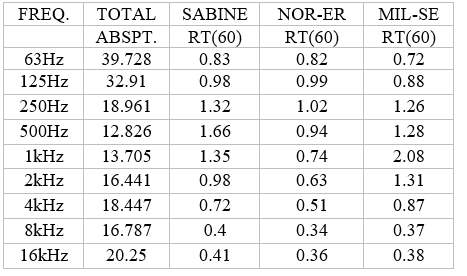 FREQ. TOTAL SABINE NOR-ER MIL-SE
ABSPT. RT(60) RT(60) RT(60)
63Hz 39.728 0.83 0.82 0.72
125Hz 32.91 0.98 0.99 0.88
250Hz 18.961 1.32 1.02 1.26
500Hz 12.826 1.66 0.94 1.28
1kHz 13.705 1.35 0.74 2.08
2kHz 16.441 0.98 0.63 1.31
4kHz 18.447 0.72 0.51 0.87
8kHz 16.787 0.4 0.34 0.37
16kHz 20.25 0.41 0.36 0.38